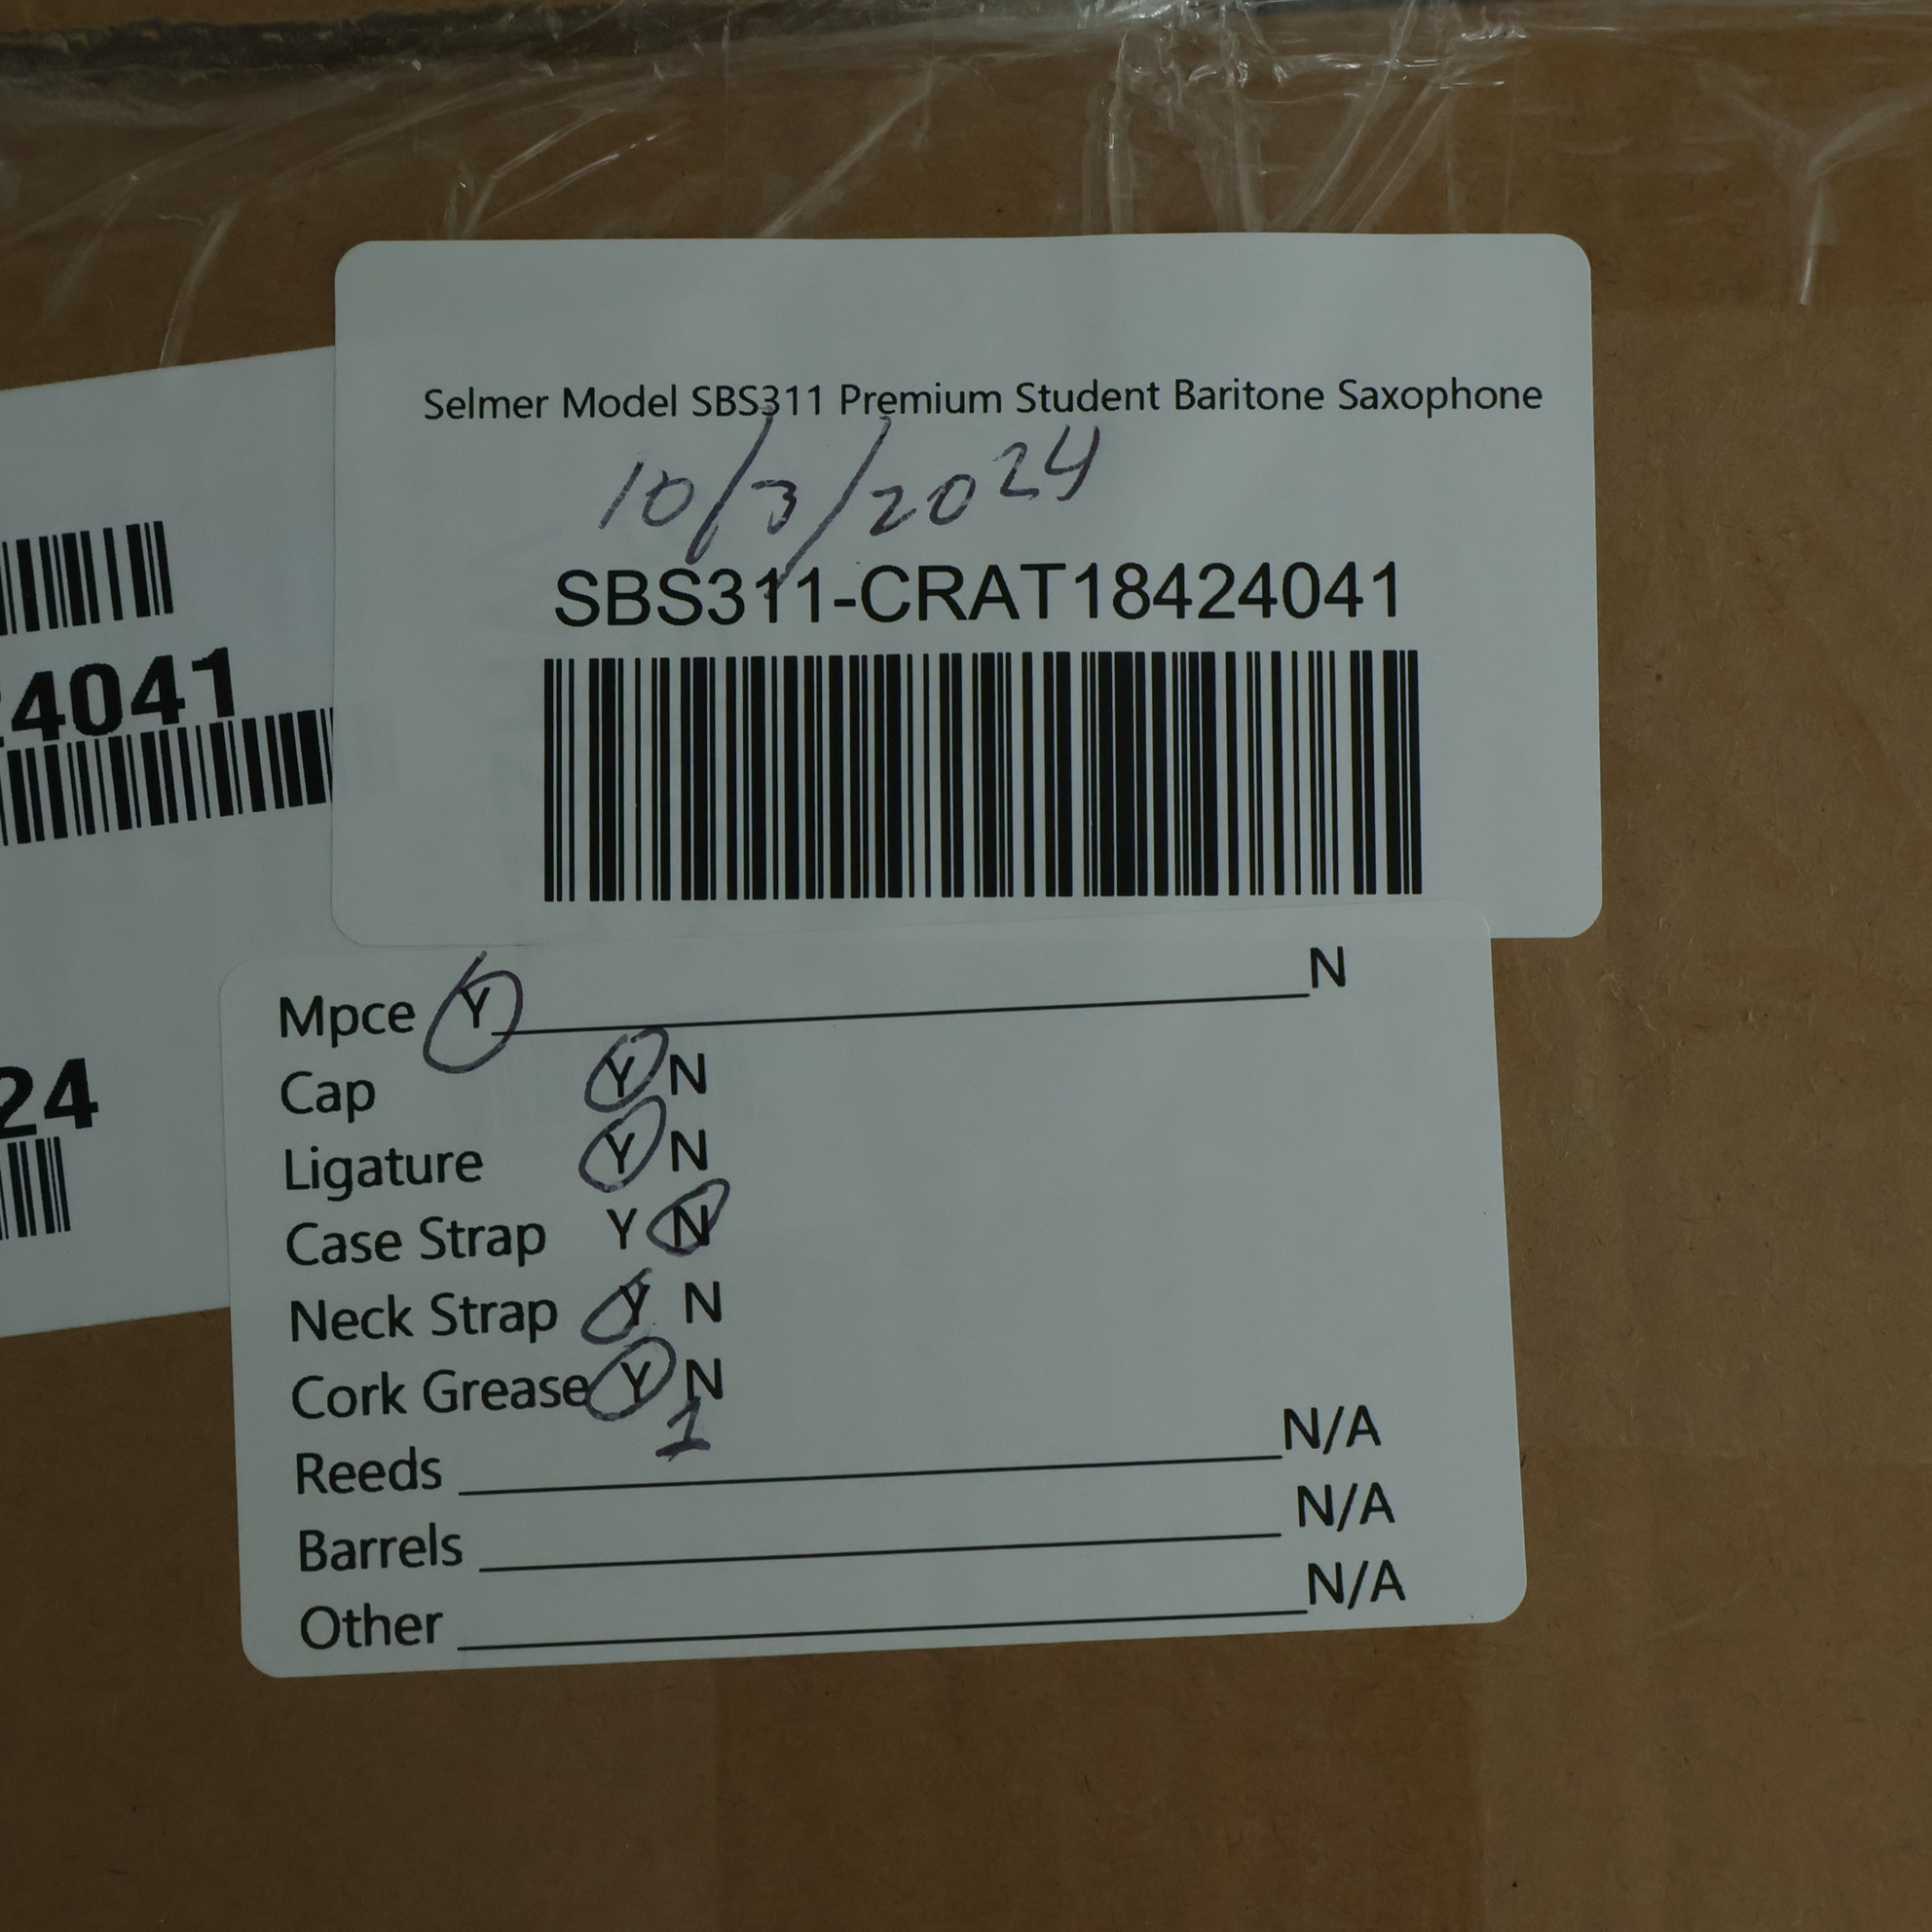 Selmer Model SBS311 Premium Student Baritone Saxophone
10/3/2024
SBS311-CRAT18424041
4041
24
Mpce Y N
Cap Y N
Ligature Y N
Case Strap Y N
Neck Strap Y N
Cork Grease Y N
Reeds 1 N/A
Barrels N/A
Other N/A